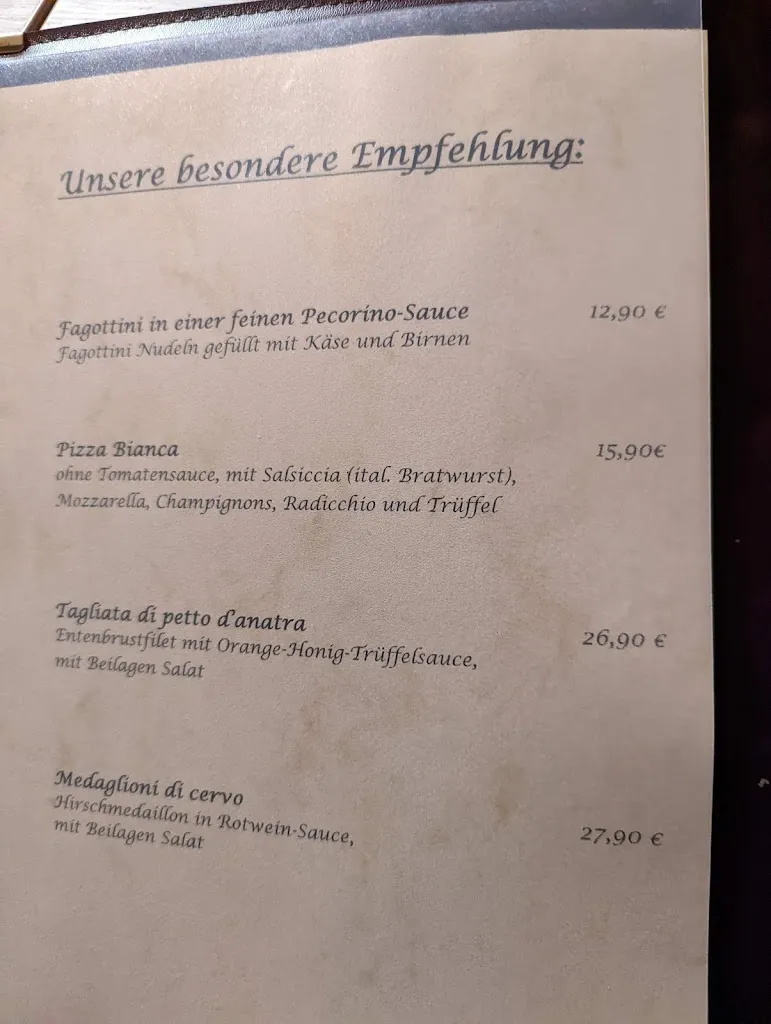 Unsere besondere Empfehlung:
Fagottini in einer feinen Pecorino-Sauce 12,90 €
Fagottini Nudeln gefüllt mit Käse und Birnen
Pizza Bianca 15,90€
ohne Tomatensauce, mit Salsiccia (ital. Bratwurst),
Mozzarella, Champignons, Radicchio und Trüffel
Tagliata di petto d'anatra
Entenbrustfilet mit Orange-Honig-Trüffelsauce, 26,90 €
mit Beilagen Salat
Medaglioni di cervo
Hirschmedaillon in Rotwein-Sauce,
mit Beilagen Salat 27,90 €